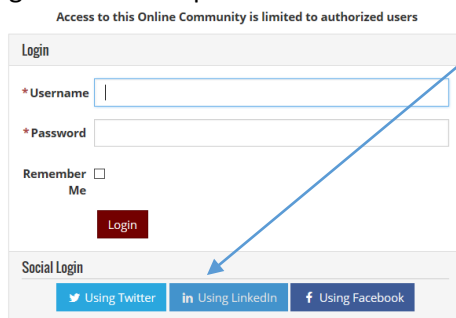 Access to this Online Community is limited to authorized users
Login
*Username
*Password
Remember
Me
Login
Social Login
Using Twitter in Using LinkedIn f Using Facebook